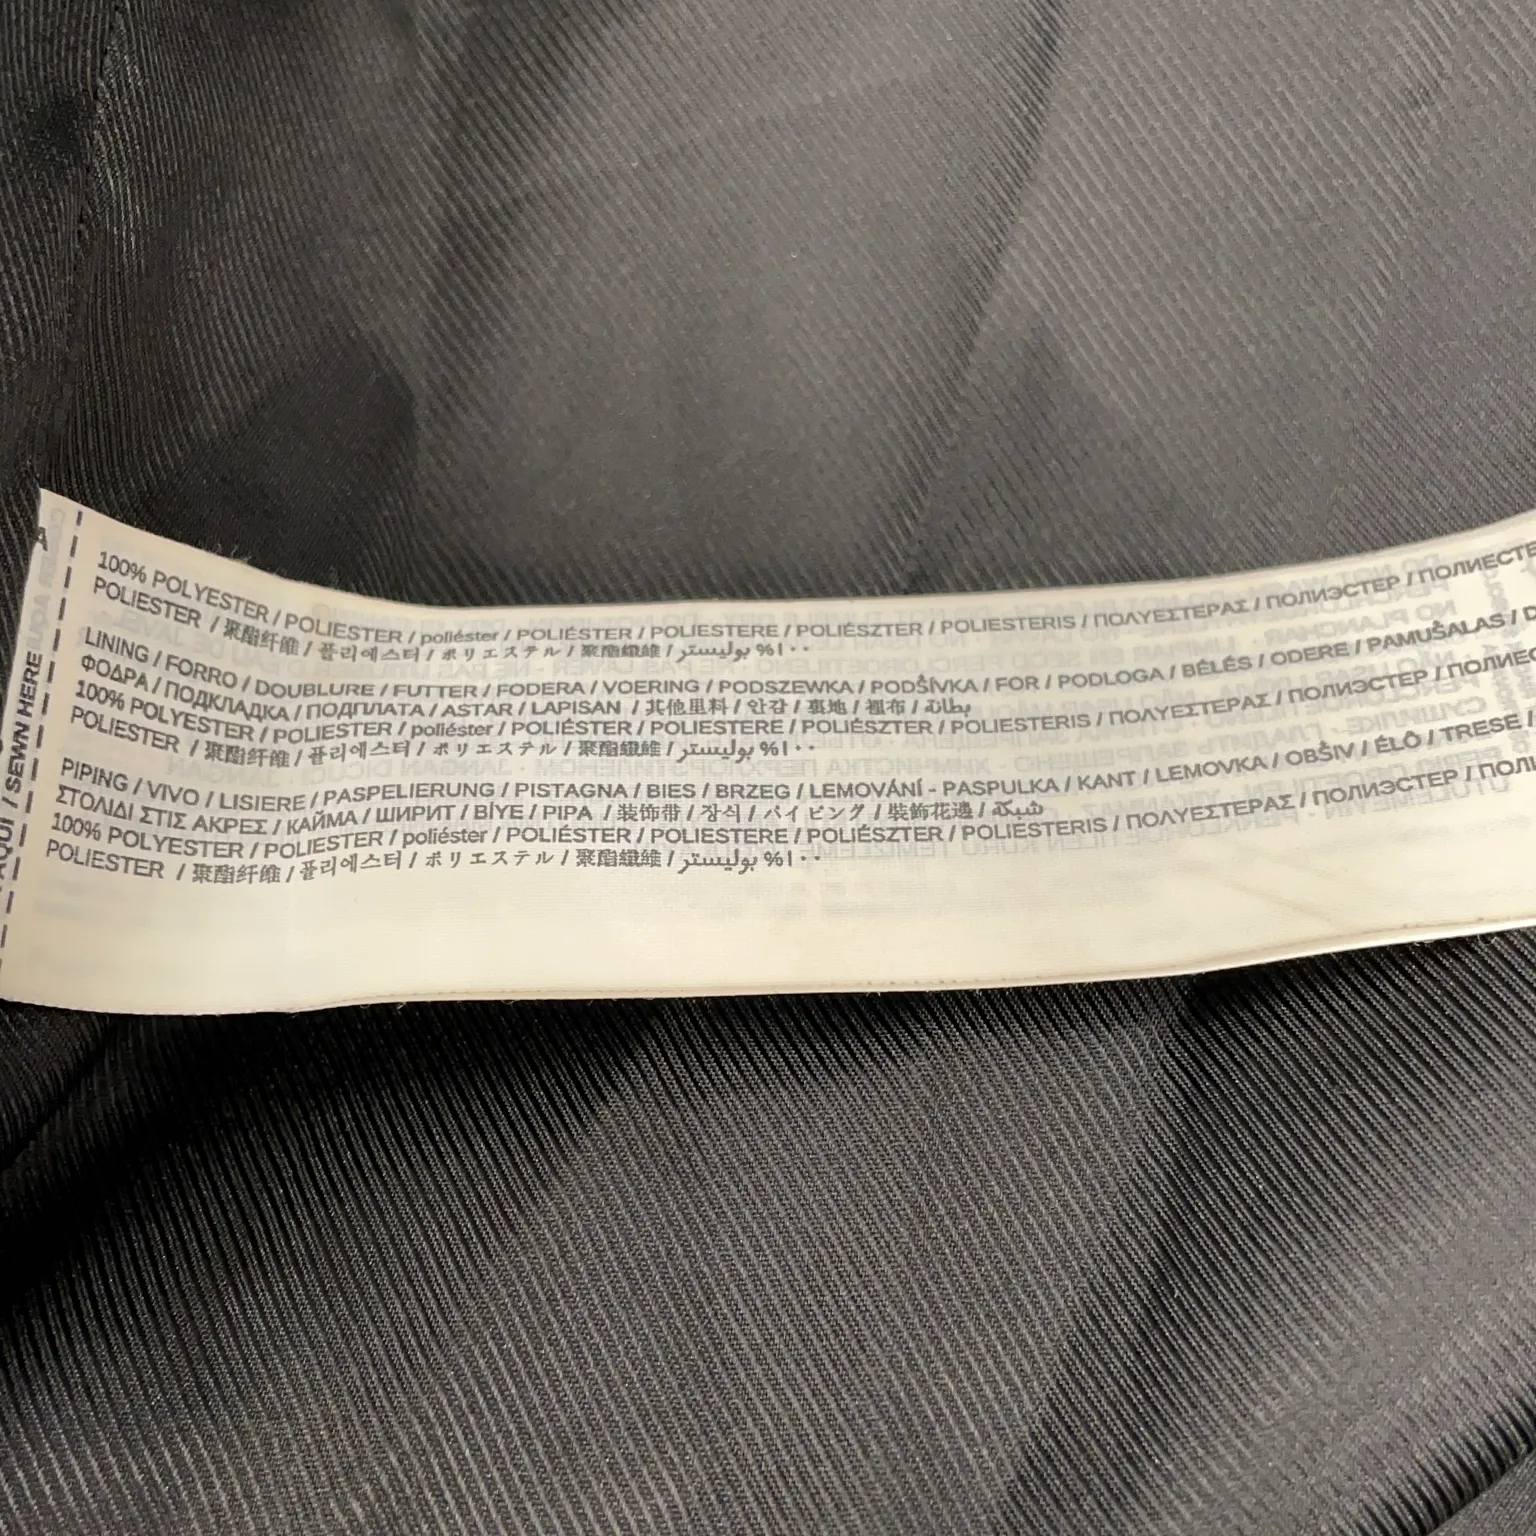 100% POLYESTER / POLIESTER / poliéster / POLIÉSTER / POLIESTERE / POLIÉSZTER / POLIESTERIS / ΠΟΛΥΕΣΤΕΡΑΣ / ПОЛИЭСТЕР / ПОЛИЕСТЕ
POLIESTER / 聚酯纤维 / 폴리에스터 / ポリエステル / 聚酯纖維 / بوليستر %١٠٠
LINING / FORRO / DOUBLURE / FUTTER / FODERA / VOERING / PODSZEWKA / PODŠÍVKA / FOR / PODLOGA / BÉLÉS / ODERE / PAMUŠALAS / D
ΦΟΔΡΑ / ПОДКЛАДКА / ПОДПЛАТА / ASTAR / LAPISAN / 其他里料 / 안감 / 裏地 / 裡布 / بطانة
100% POLYESTER / POLIESTER / poliéster / POLIÉSTER / POLIESTERE / POLIÉSZTER / POLIESTERIS / ΠΟΛΥΕΣΤΕΡΑΣ / ПОЛИЭСТЕР / ПОЛИЕС
POLIESTER / 聚酯纤维 / 폴리에스터 / ポリエステル / 聚酯纖維 / بوليستر %١٠٠
PIPING / VIVO / LISIERE / PASPELIERUNG / PISTAGNA / BIES / BRZEG / LEMOVÁNÍ - PASPULKA / KANT / LEMOVKA / OBŠIV / ÉLŐ / TRESE /
ΣΤΟΛΙΔΙ ΣΤΙΣ ΑΚΡΕΣ / КАЙМА / ШИРИТ / BİYE / PIPA / 装饰带 / 장식 / パイピング / 裝飾花邊 / شبكة
100% POLYESTER / POLIESTER / poliéster / POLIÉSTER / POLIESTERE / POLIÉSZTER / POLIESTERIS / ΠΟΛΥΕΣΤΕΡΑΣ / ПОЛИЭСТЕР / ПОЛИ
POLIESTER / 聚酯纤维 / 폴리에스터 / ポリエステル / 聚酯纖維 / بوليستر %١٠٠
AQUI / SEWN HERE